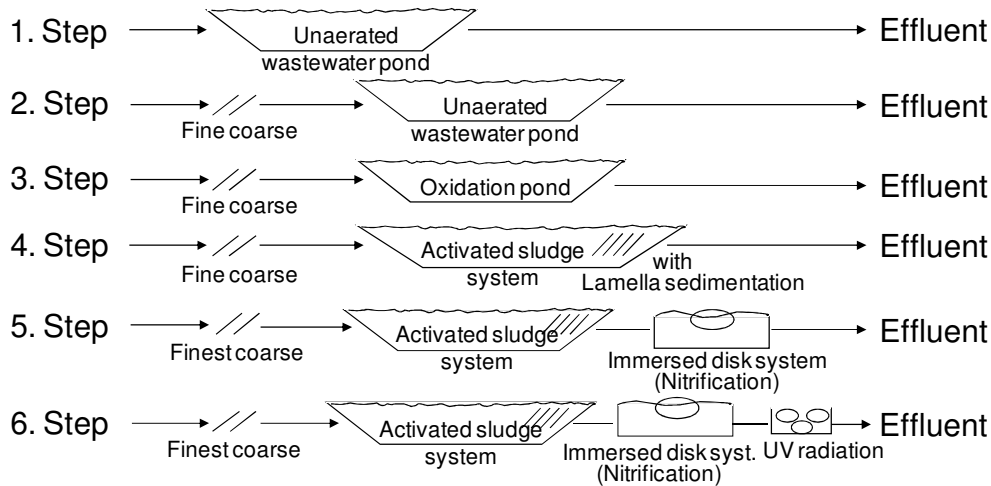 1. Step
Unaerated
wastewater pond
Effluent
2. Step
Fine coarse
Unaerated
wastewater pond
Effluent
3. Step
Fine coarse
Oxidation pond
Effluent
4. Step
Fine coarse
Activated sludge
system
with
Lamella sedimentation
Effluent
5. Step
Finest coarse
Activated sludge
system
Immersed disk system
(Nitrification)
Effluent
6. Step
Finest coarse
Activated sludge
system
Immersed disk syst.
(Nitrification)
UV radiation
Effluent